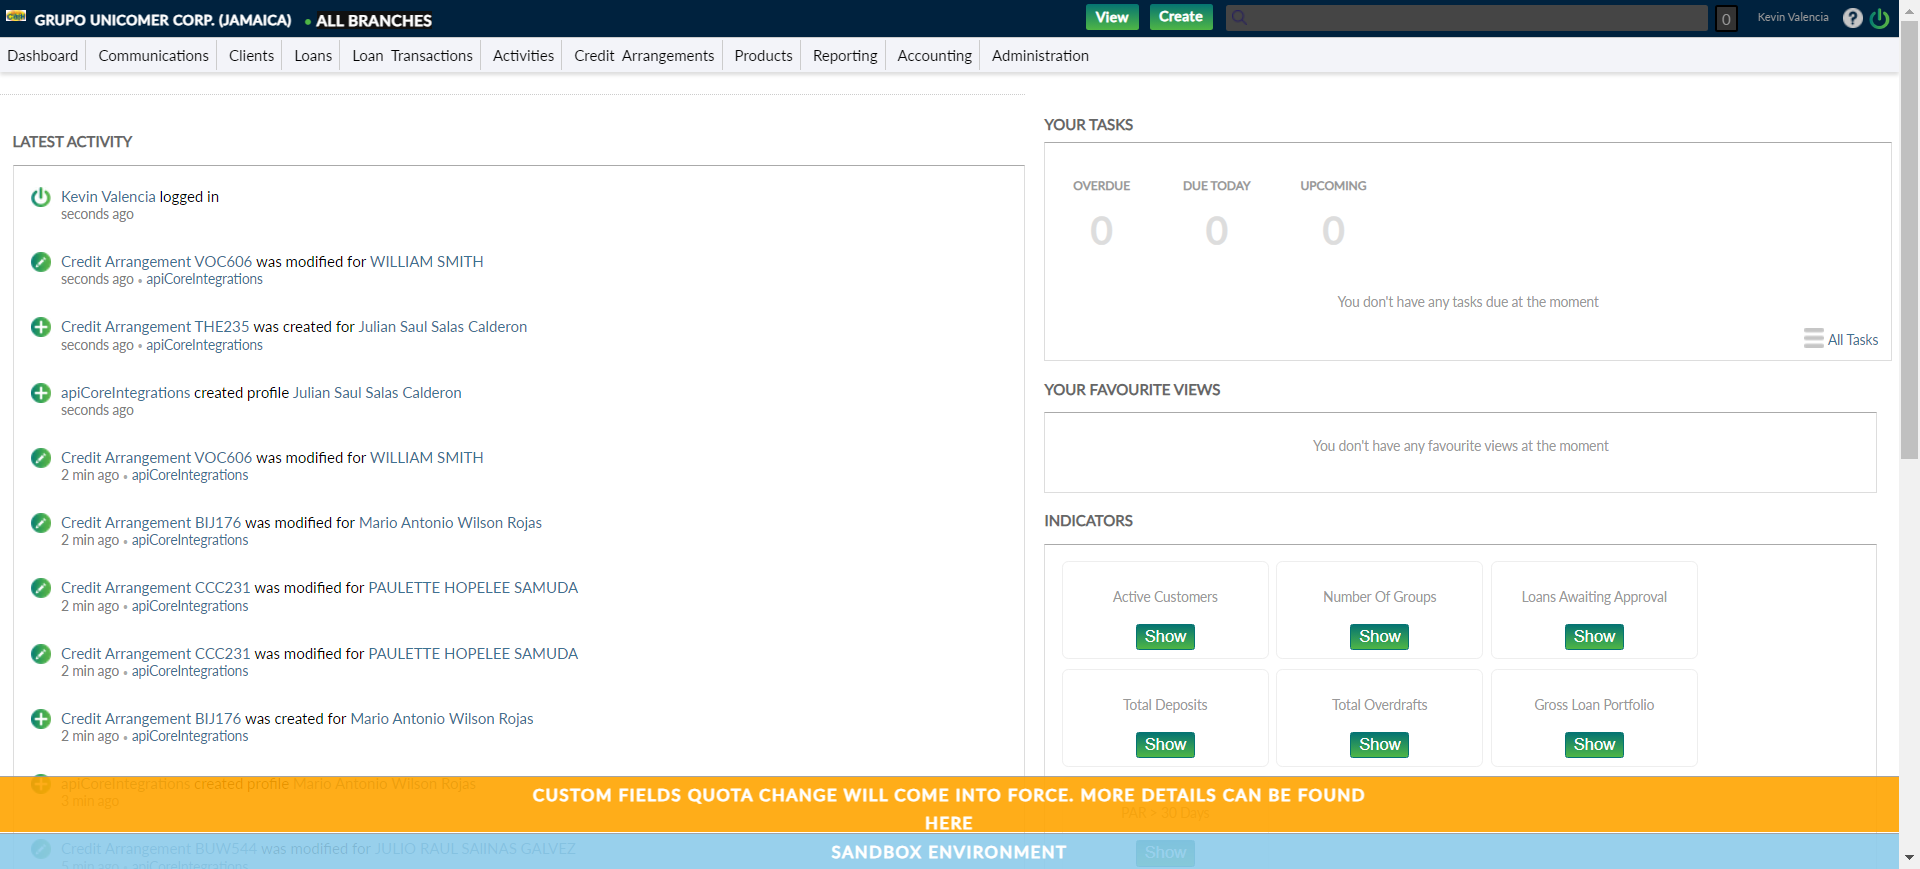 GRUPO UNICOMER CORP. (JAMAICA) • ALL BRANCHES
View Create 0 Kevin Valencia ?
Dashboard Communications Clients Loans Loan Transactions Activities Credit Arrangements Products Reporting Accounting Administration
LATEST ACTIVITY
Kevin Valencia logged in
seconds ago
Credit Arrangement VOC606 was modified for WILLIAM SMITH
seconds ago • apiCoreIntegrations
Credit Arrangement THE235 was created for Julian Saul Salas Calderon
seconds ago • apiCoreIntegrations
apiCoreIntegrations created profile Julian Saul Salas Calderon
seconds ago
Credit Arrangement VOC606 was modified for WILLIAM SMITH
2 min ago • apiCoreIntegrations
Credit Arrangement BIJ176 was modified for Mario Antonio Wilson Rojas
2 min ago • apiCoreIntegrations
Credit Arrangement CCC231 was modified for PAULETTE HOPELEE SAMUDA
2 min ago • apiCoreIntegrations
Credit Arrangement CCC231 was modified for PAULETTE HOPELEE SAMUDA
2 min ago • apiCoreIntegrations
Credit Arrangement BIJ176 was created for Mario Antonio Wilson Rojas
2 min ago • apiCoreIntegrations
apiCoreIntegrations created profile Mario Antonio Wilson Rojas
3 min ago
Credit Arrangement BUW544 was modified for JULIO RAUL SALINAS GALVEZ
5 min ago • apiCoreIntegrations
YOUR TASKS
OVERDUE DUE TODAY UPCOMING
0 0 0
You don't have any tasks due at the moment
All Tasks
YOUR FAVOURITE VIEWS
You don't have any favourite views at the moment
INDICATORS
Active Customers Number Of Groups Loans Awaiting Approval
Show Show Show
Total Deposits Total Overdrafts Gross Loan Portfolio
Show Show Show
PAR > 30 Days
Show
CUSTOM FIELDS QUOTA CHANGE WILL COME INTO FORCE. MORE DETAILS CAN BE FOUND
HERE
SANDBOX ENVIRONMENT